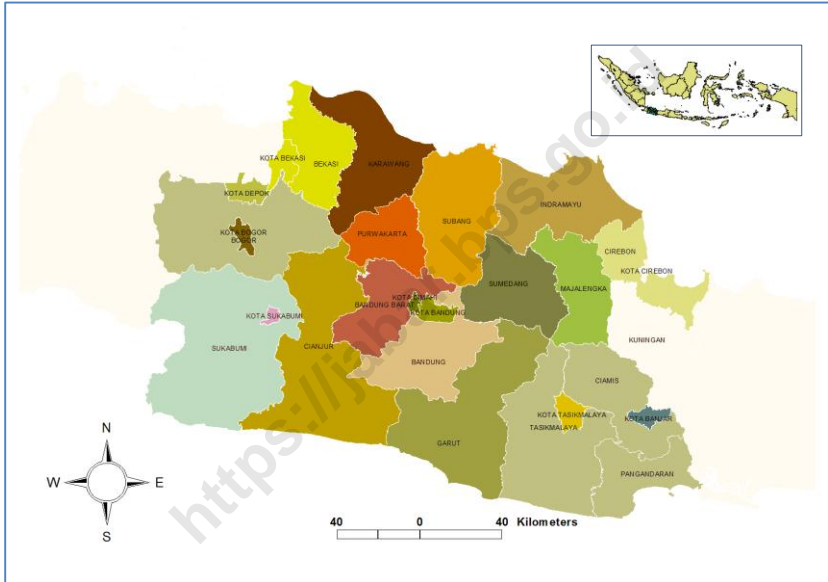 KOTA BEKASI
BEKASI
KARAWANG
KOTA DEPOK
SUBANG
INDRAMAYU
KOTA BOGOR
BOGOR
PURWAKARTA
CIREBON
KOTA CIREBON
SUMEDANG
MAJALENGKA
KOTA CIMAHI
BANDUNG BARAT
KOTA BANDUNG
KOTA SUKABUMI
SUKABUMI
CIANJUR
BANDUNG
KUNINGAN
CIAMIS
KOTA TASIKMALAYA
TASIKMALAYA
KOTA BANJAR
GARUT
PANGANDARAN
N
W
E
S
40 0 40 Kilometers
https://jabar.bps.go.id